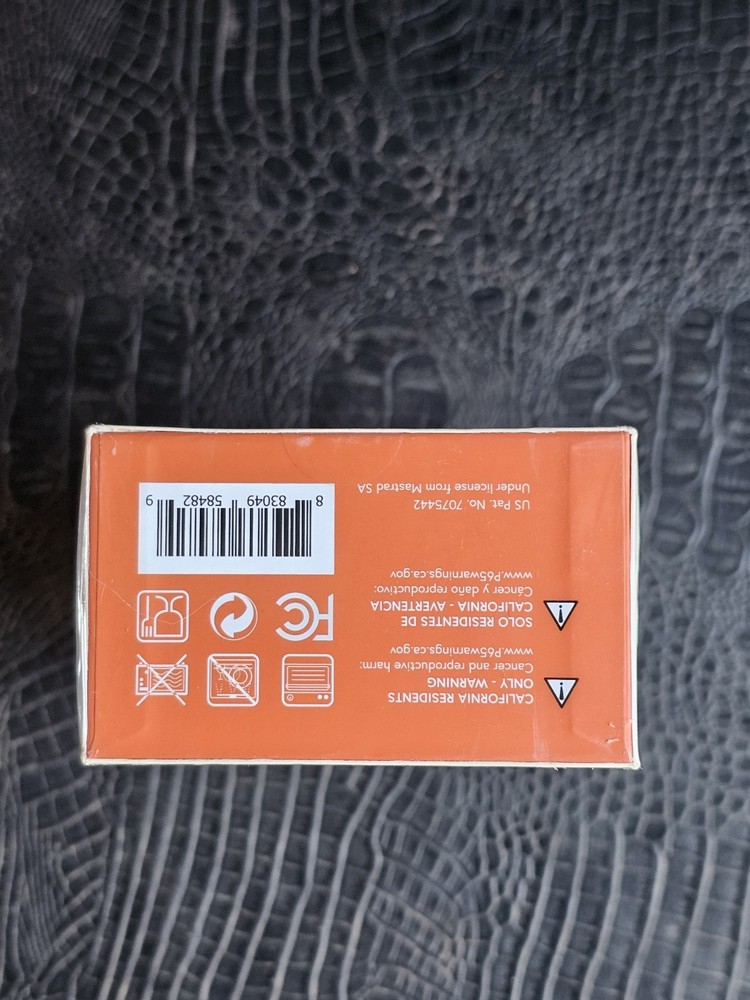 CALIFORNIA RESIDENTS
ONLY - WARNING
Cancer and reproductive harm:
www.P65warnings.ca.gov
SOLO RESIDENTES DE
CALIFORNIA - AVERTENCIA
Cáncer y daño reproductivo:
www.P65warnings.ca.gov
US Pat. No. 7075442
Under license from Mastrad SA
FC
8 83049 58482 9